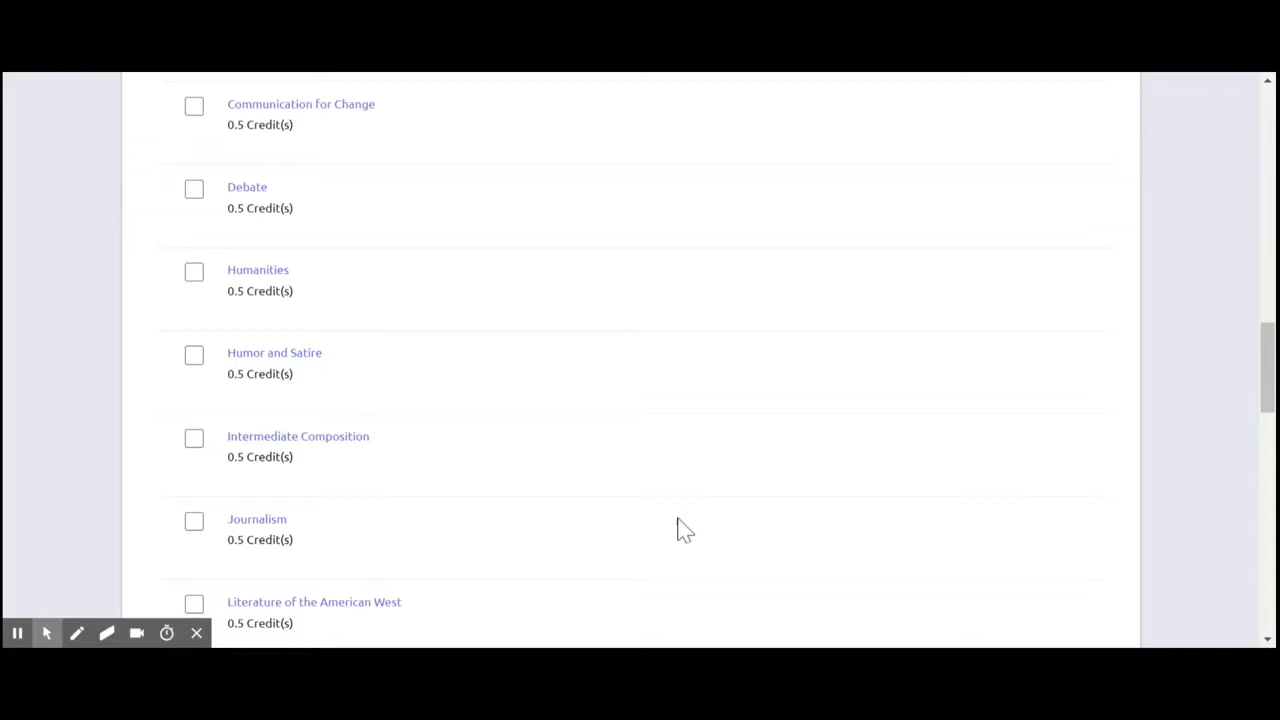 Communication for Change
0.5 Credit(s)
Debate
0.5 Credit(s)
Humanities
0.5 Credit(s)
Humor and Satire
0.5 Credit(s)
Intermediate Composition
0.5 Credit(s)
Journalism
0.5 Credit(s)
Literature of the American West
0.5 Credit(s)